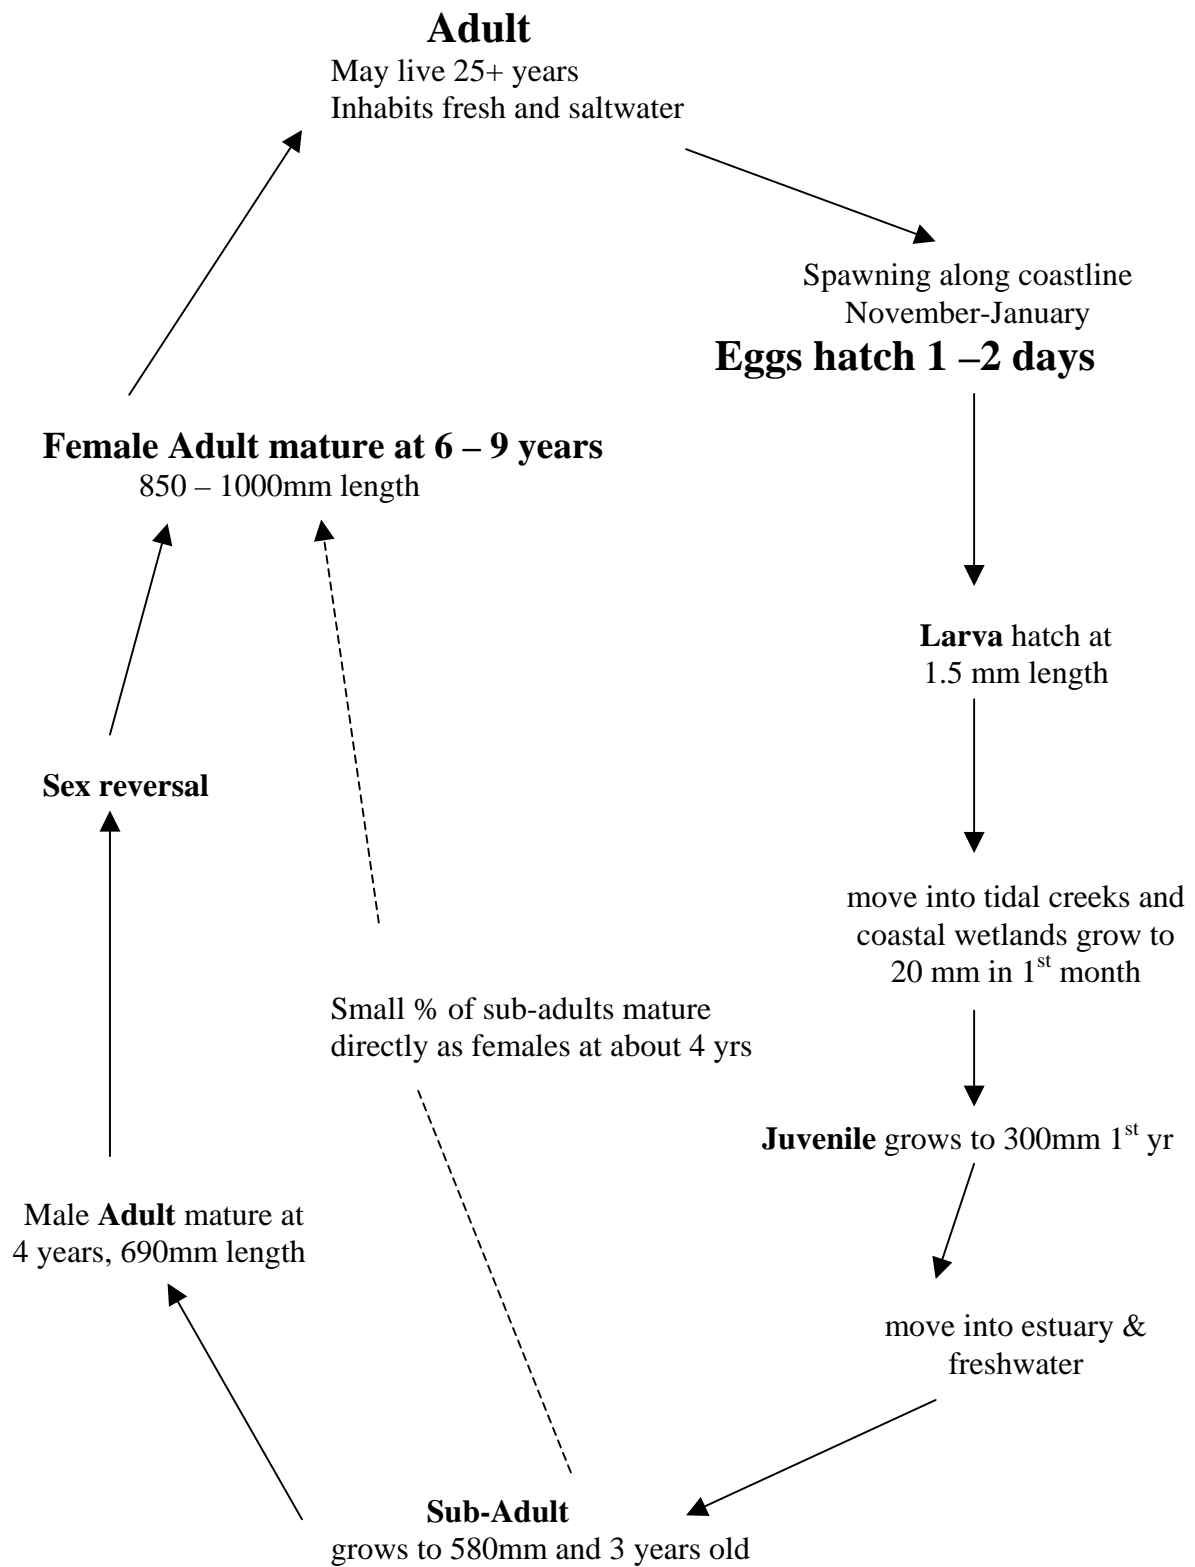 Adult
May live 25+ years
Inhabits fresh and saltwater
Spawning along coastline
November-January
Eggs hatch 1 –2 days
Female Adult mature at 6 – 9 years
850 – 1000mm length
Larva hatch at
1.5 mm length
Sex reversal
move into tidal creeks and
coastal wetlands grow to
20 mm in 1st month
Small % of sub-adults mature
directly as females at about 4 yrs
Juvenile grows to 300mm 1st yr
Male Adult mature at
4 years, 690mm length
move into estuary &
freshwater
Sub-Adult
grows to 580mm and 3 years old